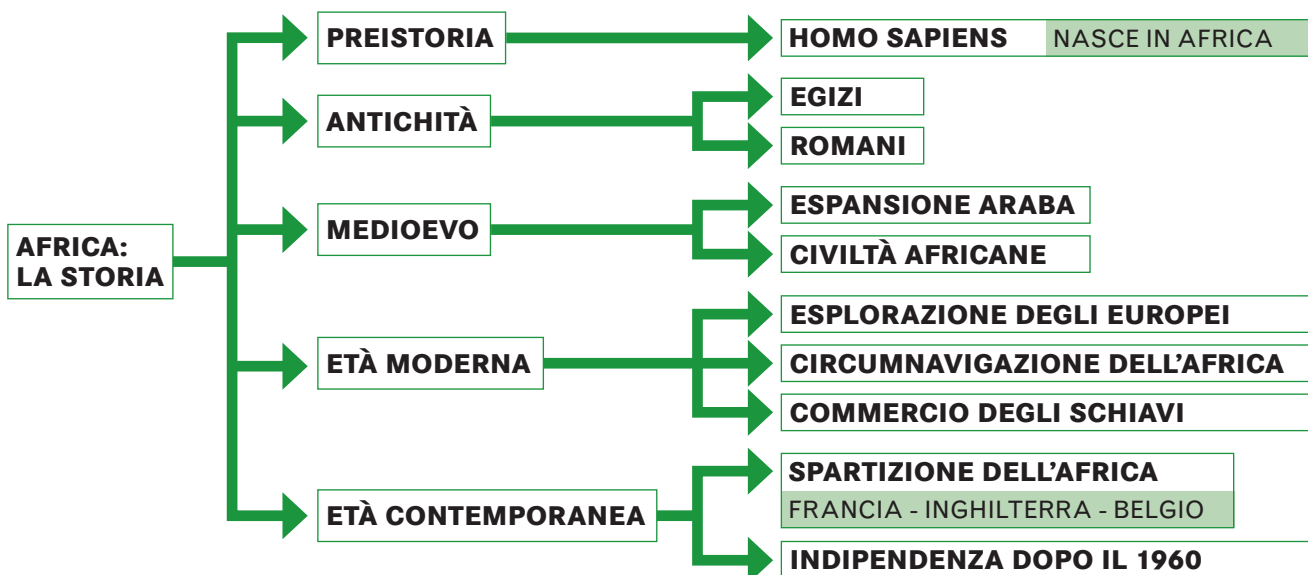 AFRICA:
LA STORIA
PREISTORIA
HOMO SAPIENS NASCE IN AFRICA
ANTICHITÀ
EGIZI
ROMANI
MEDIOEVO
ESPANSIONE ARABA
CIVILTÀ AFRICANE
ETÀ MODERNA
ESPLORAZIONE DEGLI EUROPEI
CIRCUMNAVIGAZIONE DELL’AFRICA
COMMERCIO DEGLI SCHIAVI
ETÀ CONTEMPORANEA
SPARTIZIONE DELL’AFRICA
FRANCIA - INGHILTERRA - BELGIO
INDIPENDENZA DOPO IL 1960